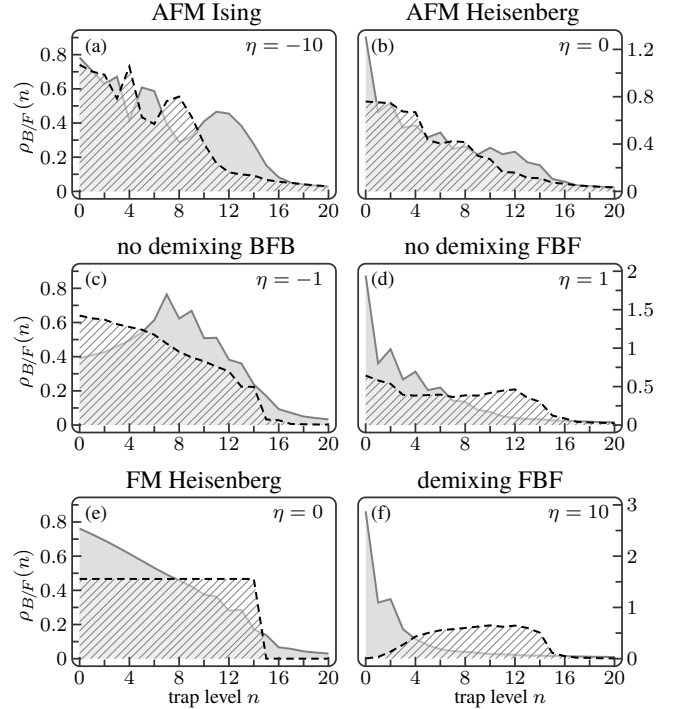 AFM Ising
AFM Heisenberg
(a) η = −10
(b) η = 0
ρB/F(n)
0.8
0.6
0.4
0.2
0
1.2
0.8
0.4
0
0 4 8 12 16 20
0 4 8 12 16 20
no demixing BFB
no demixing FBF
(c) η = −1
(d) η = 1
ρB/F(n)
0.8
0.6
0.4
0.2
0
2
1.5
1
0.5
0
0 4 8 12 16 20
0 4 8 12 16 20
FM Heisenberg
demixing FBF
(e) η = 0
(f) η = 10
ρB/F(n)
0.8
0.6
0.4
0.2
0
3
2
1
0
0 4 8 12 16 20
0 4 8 12 16 20
trap level n
trap level n